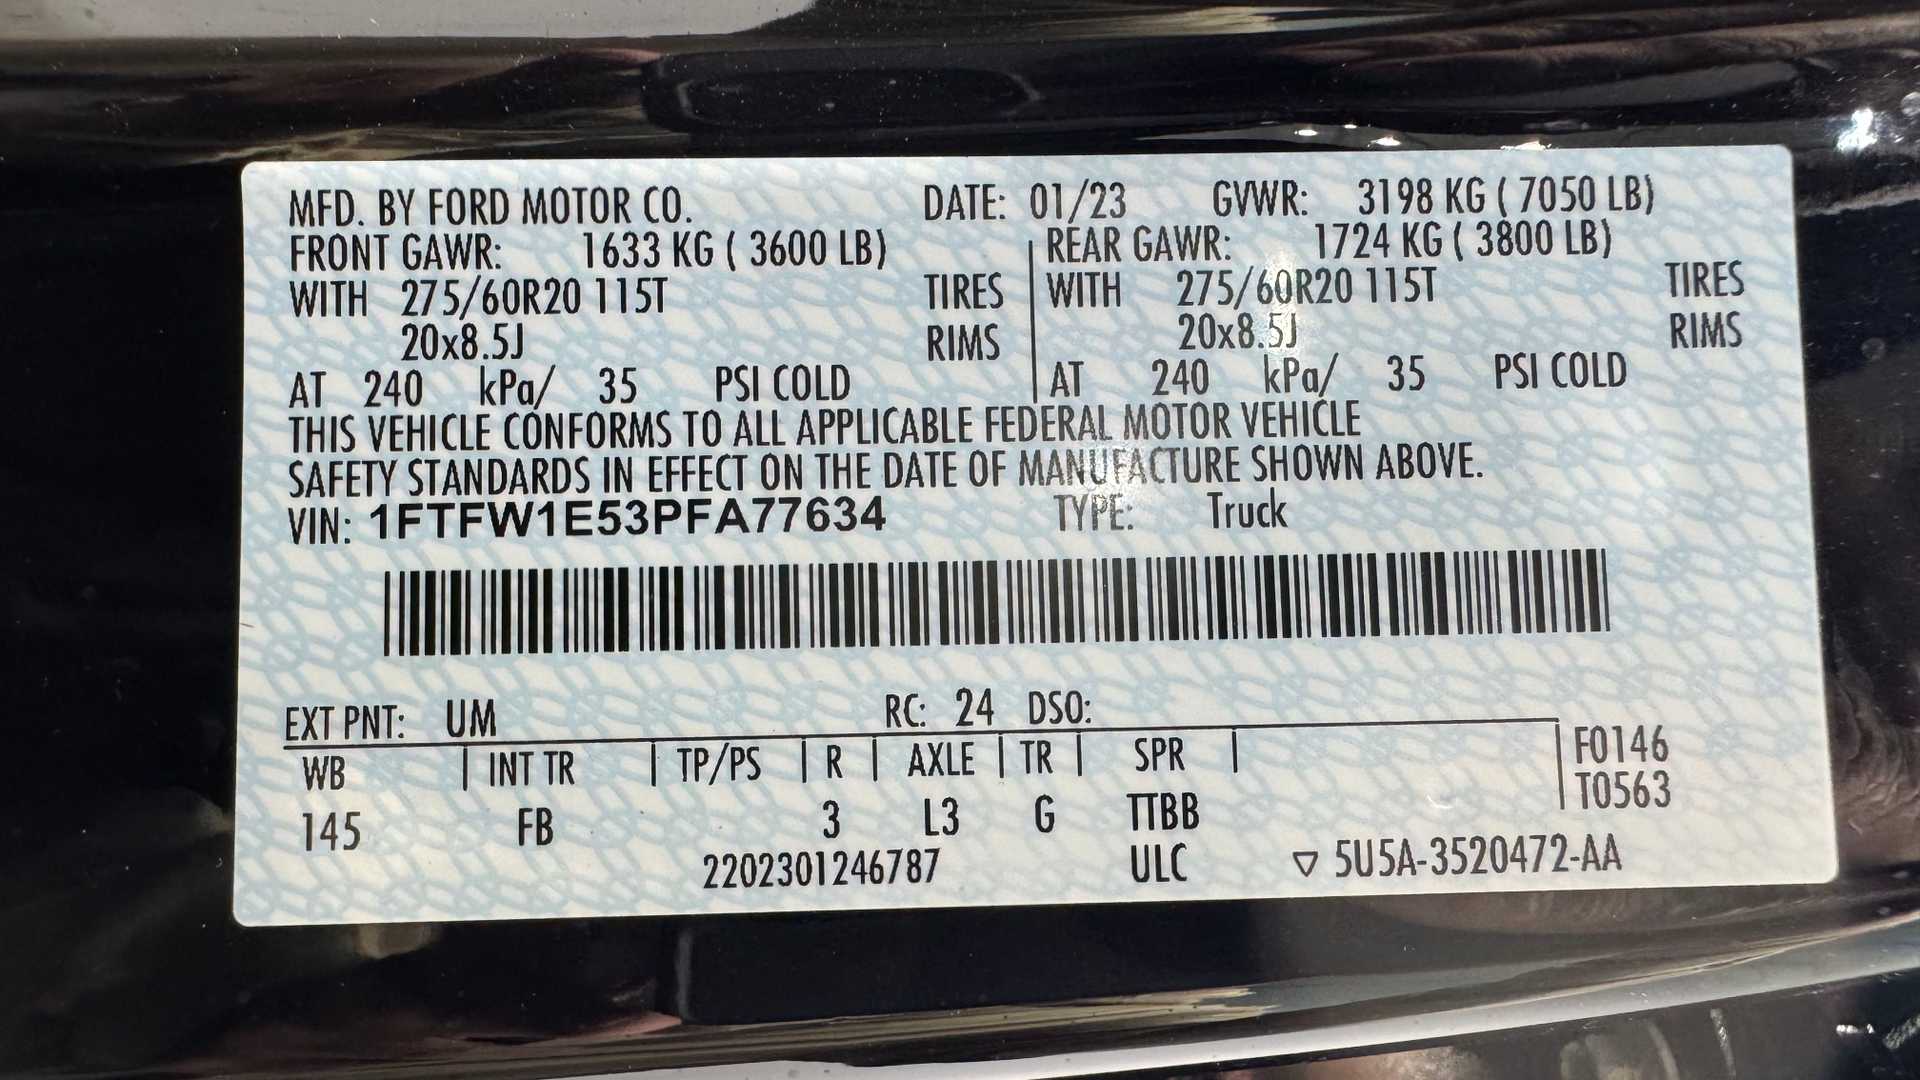 MFD. BY FORD MOTOR CO. DATE: 01/23 GVWR: 3198 KG ( 7050 LB)
FRONT GAWR: 1633 KG ( 3600 LB) REAR GAWR: 1724 KG ( 3800 LB)
WITH 275/60R20 115T TIRES WITH 275/60R20 115T TIRES
20x8.5J RIMS 20x8.5J RIMS
AT 240 kPa/ 35 PSI COLD AT 240 kPa/ 35 PSI COLD
THIS VEHICLE CONFORMS TO ALL APPLICABLE FEDERAL MOTOR VEHICLE
SAFETY STANDARDS IN EFFECT ON THE DATE OF MANUFACTURE SHOWN ABOVE.
VIN: 1FTFW1E53PFA77634 TYPE: Truck
EXT PNT: UM RC: 24 DSO:
WB INT TR TP/PS R AXLE TR SPR F0146
T0563
145 FB 3 L3 G TTBB
2202301246787 ULC ▽ 5U5A-3520472-AA